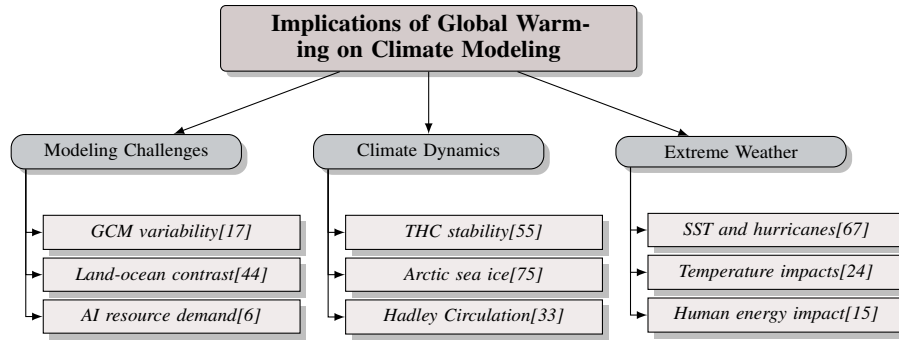 Implications of Global Warm-
ing on Climate Modeling
Modeling Challenges
Climate Dynamics
Extreme Weather
GCM variability[17]
THC stability[55]
SST and hurricanes[67]
Land-ocean contrast[44]
Arctic sea ice[75]
Temperature impacts[24]
AI resource demand[6]
Hadley Circulation[33]
Human energy impact[15]